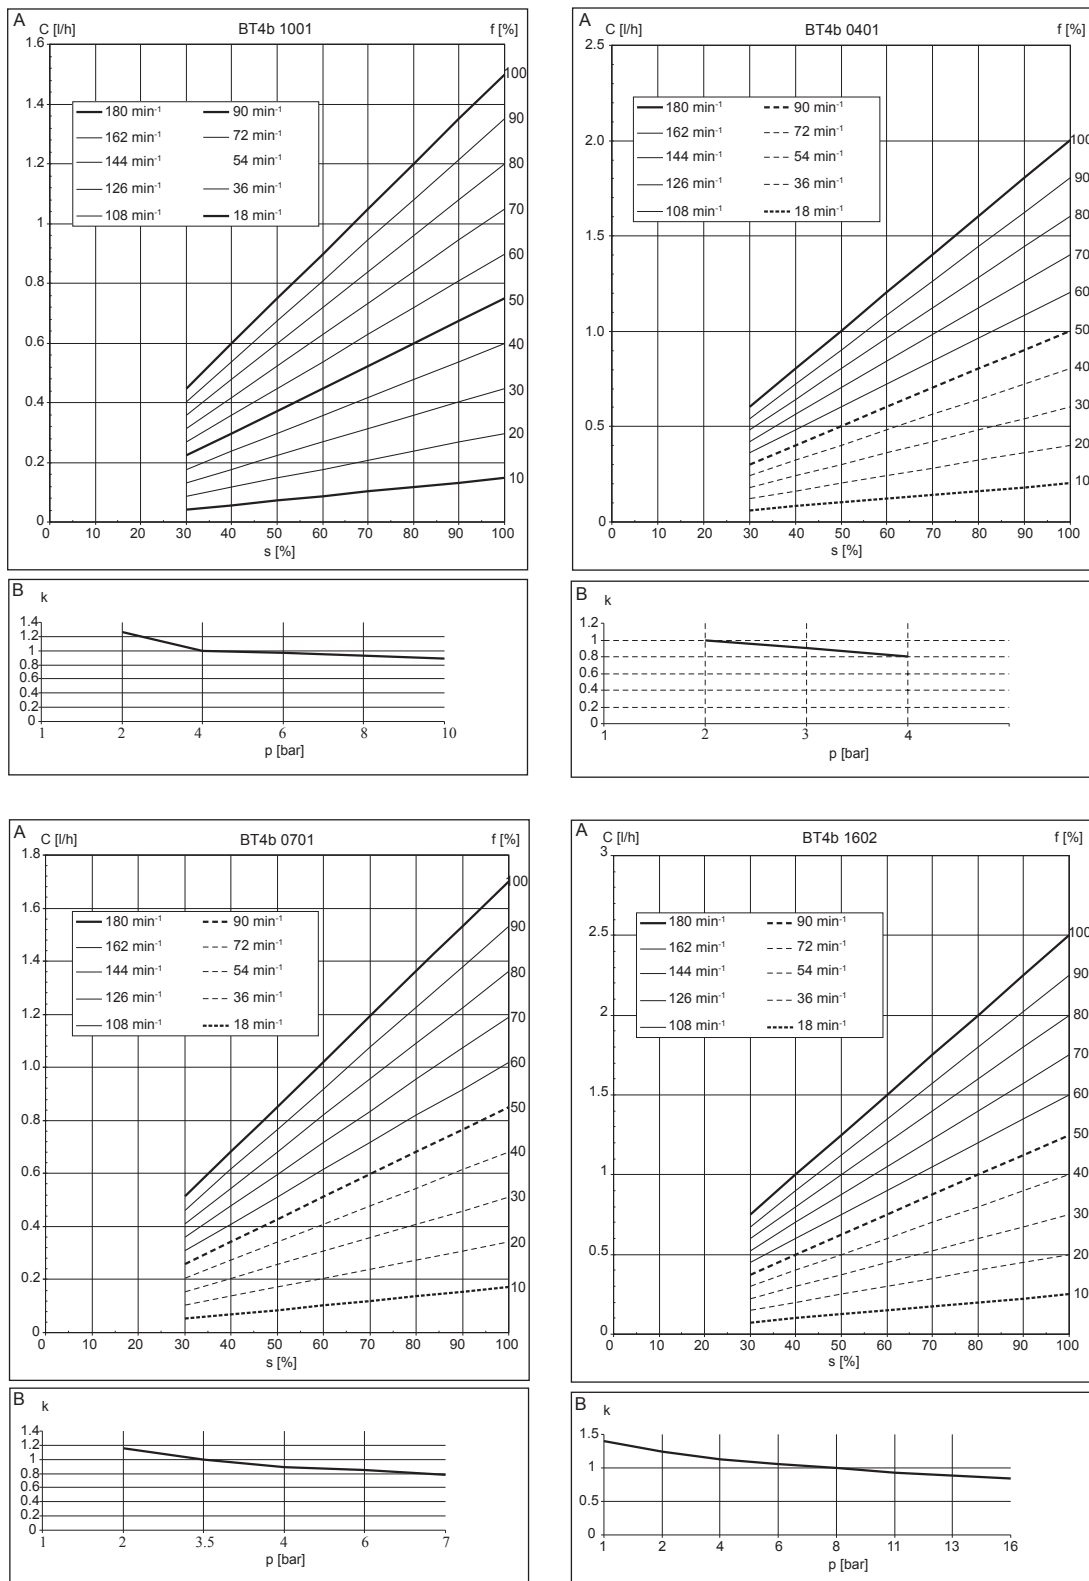 A
C [l/h]
BT4b 1001
f [%]
1.6
1.4
1.2
1
0.8
0.6
0.4
0.2
0
180 min⁻¹
90 min⁻¹
162 min⁻¹
72 min⁻¹
144 min⁻¹
54 min⁻¹
126 min⁻¹
36 min⁻¹
108 min⁻¹
18 min⁻¹
100
90
80
70
60
50
40
30
20
10
0 10 20 30 40 50 60 70 80 90 100
s [%]
B
k
1.4
1.2
1
0.8
0.6
0.4
0.2
0
1 2 4 6 8 10
p [bar]
A
C [l/h]
BT4b 0401
f [%]
2.5
2.0
1.5
1.0
0.5
0
180 min⁻¹
90 min⁻¹
162 min⁻¹
72 min⁻¹
144 min⁻¹
54 min⁻¹
126 min⁻¹
36 min⁻¹
108 min⁻¹
18 min⁻¹
100
90
80
70
60
50
40
30
20
10
0 10 20 30 40 50 60 70 80 90 100
s [%]
B
k
1.2
1
0.8
0.6
0.4
0.2
0
1 2 3 4
p [bar]
A
C [l/h]
BT4b 0701
f [%]
1.8
1.6
1.4
1.2
1.0
0.8
0.6
0.4
0.2
0
180 min⁻¹
90 min⁻¹
162 min⁻¹
72 min⁻¹
144 min⁻¹
54 min⁻¹
126 min⁻¹
36 min⁻¹
108 min⁻¹
18 min⁻¹
100
90
80
70
60
50
40
30
20
10
0 10 20 30 40 50 60 70 80 90 100
s [%]
B
k
1.4
1.2
1
0.8
0.6
0.4
0.2
0
1 2 3.5 4 6 7
p [bar]
A
C [l/h]
BT4b 1602
f [%]
3
2.5
2
1.5
1
0.5
0
180 min⁻¹
90 min⁻¹
162 min⁻¹
72 min⁻¹
144 min⁻¹
54 min⁻¹
126 min⁻¹
36 min⁻¹
108 min⁻¹
18 min⁻¹
100
90
80
70
60
50
40
30
20
10
0 10 20 30 40 50 60 70 80 90 100
s [%]
B
k
1.5
1
0.5
0
1 2 4 6 8 11 13 16
p [bar]